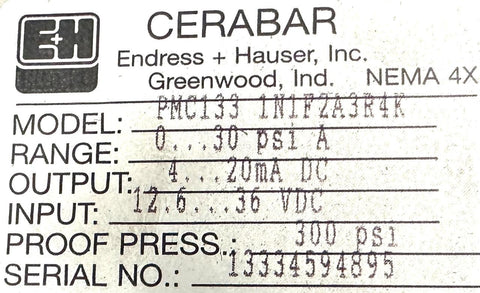 E+H CERABAR
Endress + Hauser, Inc.
Greenwood, Ind. NEMA 4X
MODEL: PMC133 1N1F2A3R4K
RANGE: 0...30 psi A
OUTPUT: 4...20mA DC
INPUT: 12.6...36 VDC
PROOF PRESS.: 300 psi
SERIAL NO.: 13334594895